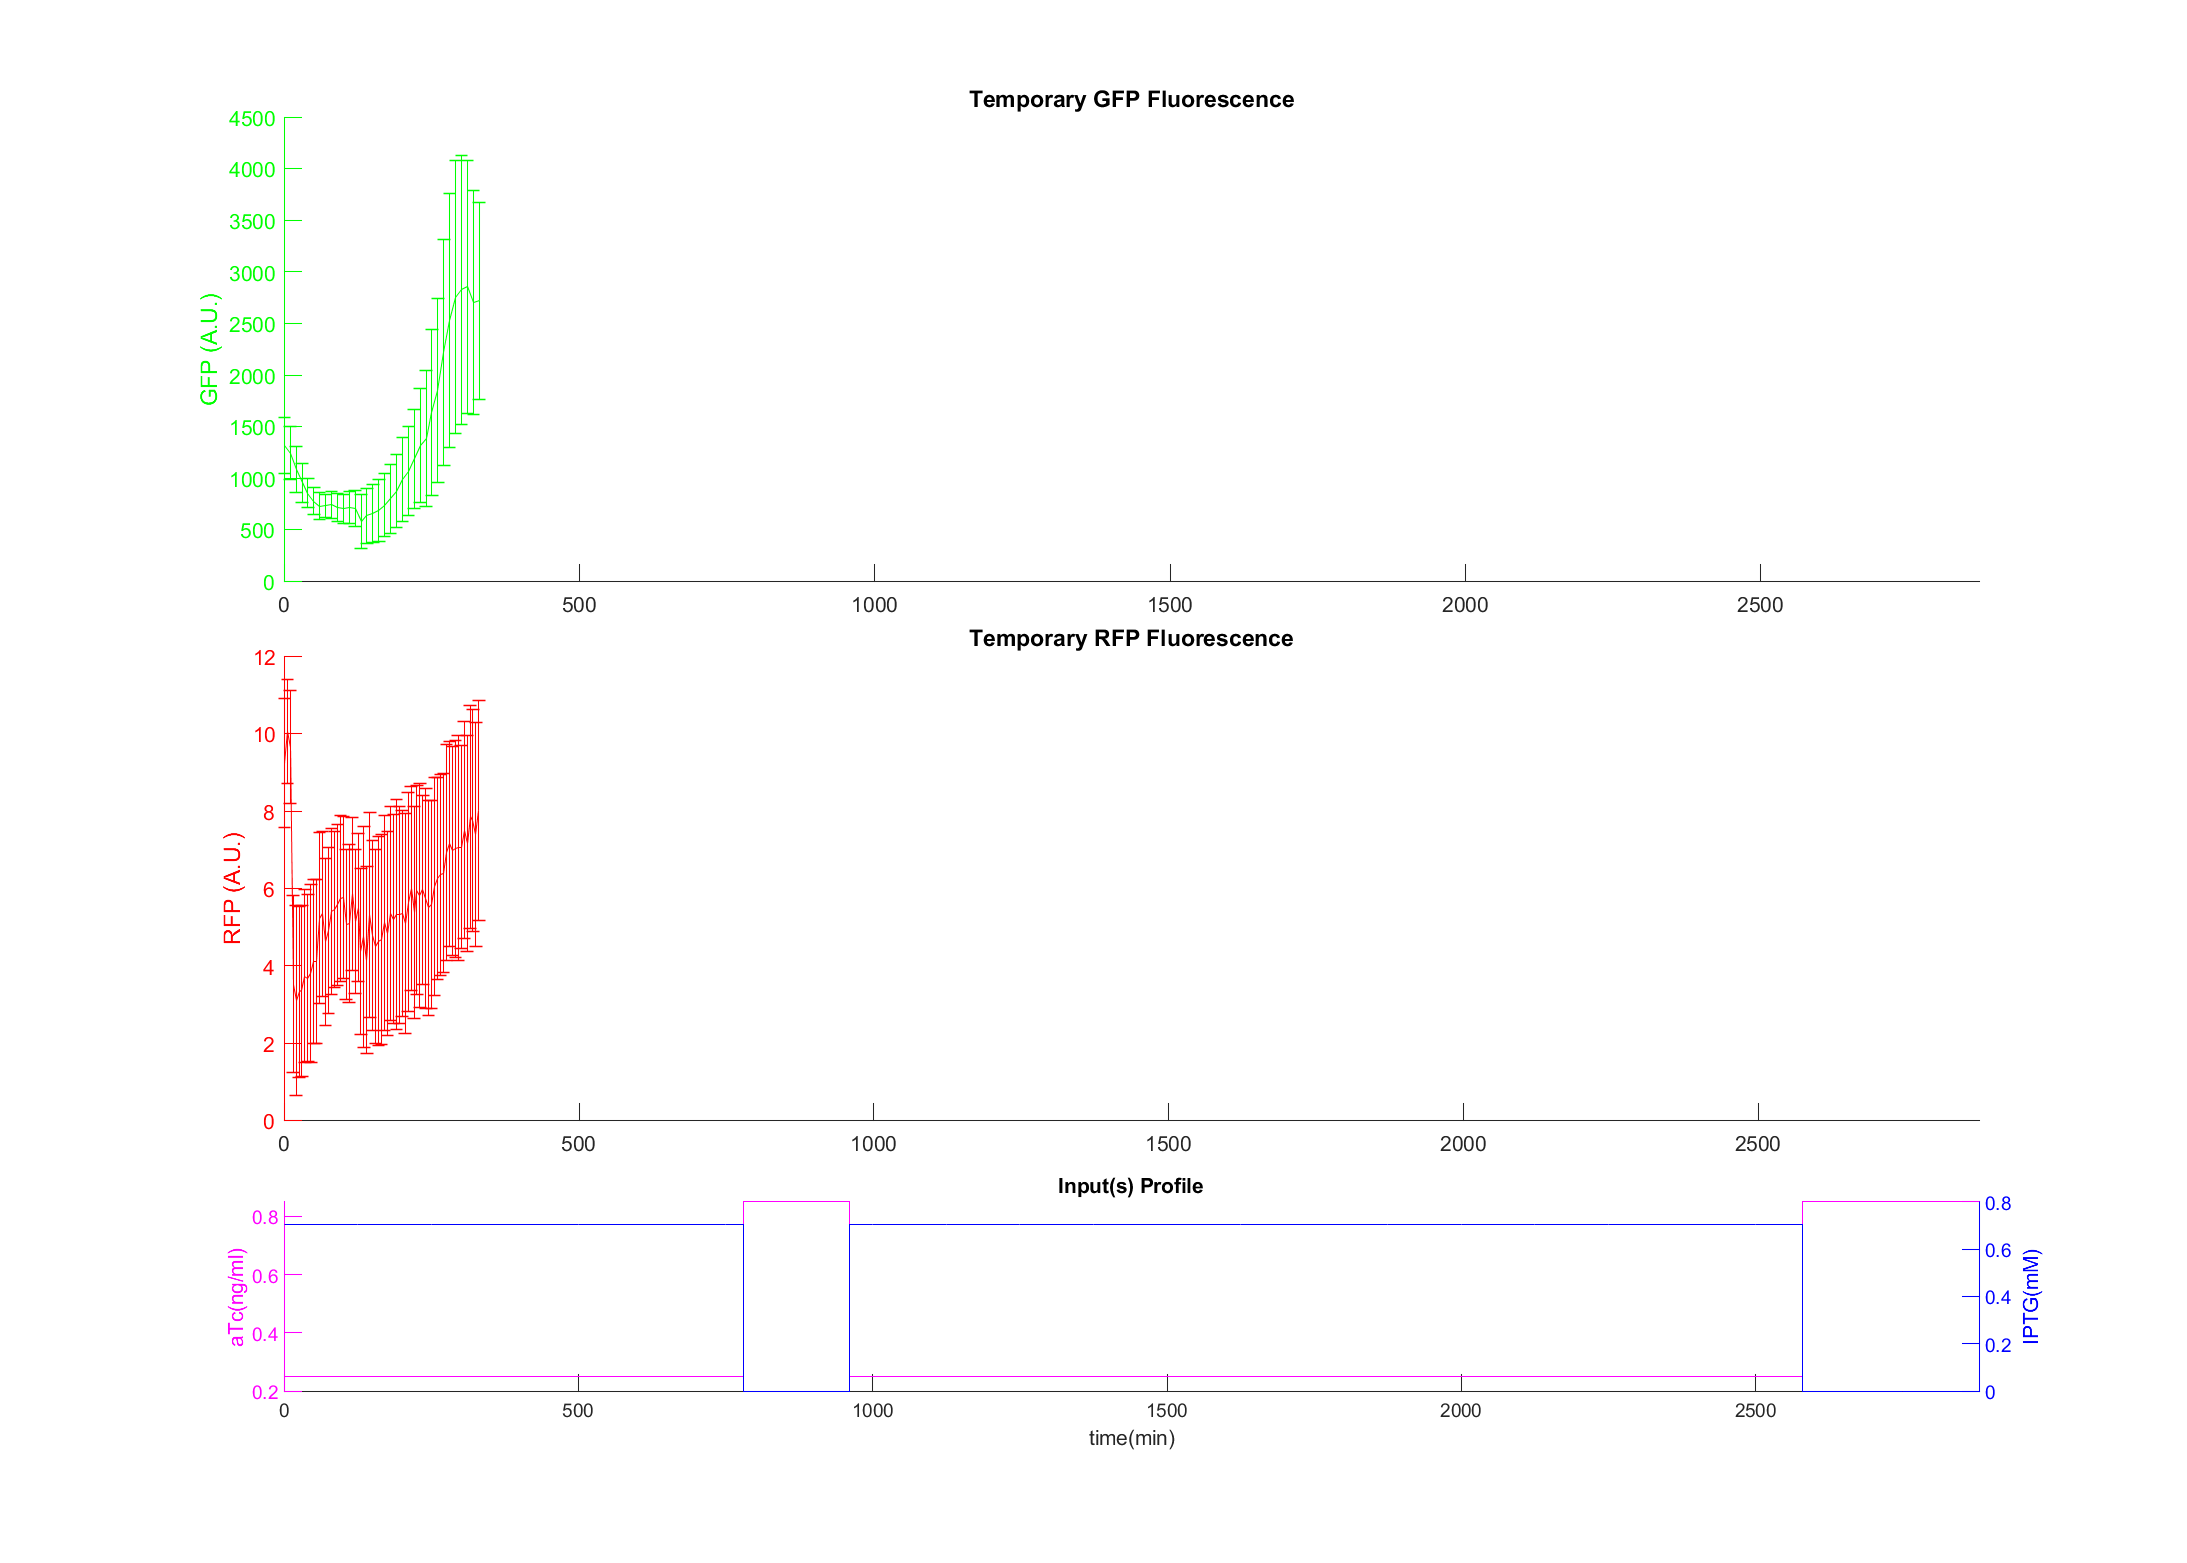 Temporary GFP Fluorescence
4500
4000
3500
3000
2500
2000
1500
1000
500
0
GFP (A.U.)
0 500 1000 1500 2000 2500
Temporary RFP Fluorescence
12
10
8
6
4
2
0
RFP (A.U.)
0 500 1000 1500 2000 2500
Input(s) Profile
0.8
0.6
0.4
0.2
aTc(ng/ml)
0.8
0.6
0.4
0.2
0
IPTG(mM)
0 500 1000 1500 2000 2500
time(min)